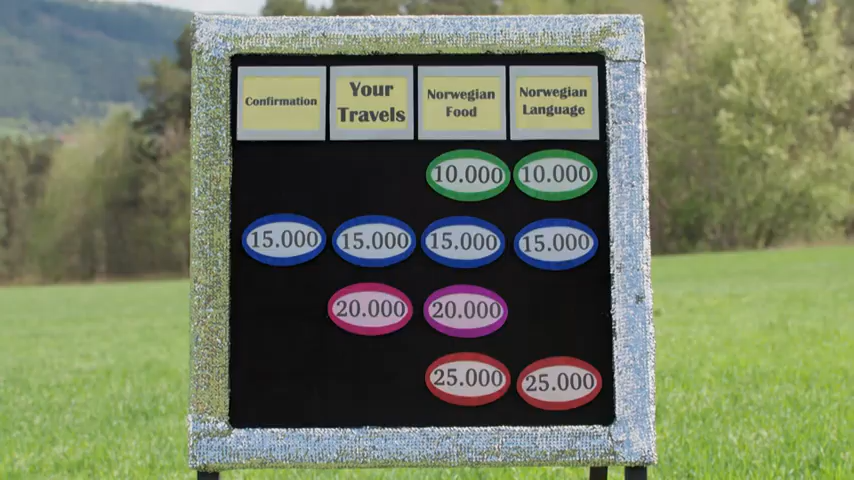 Confirmation
Your
Travels
Norwegian
Food
Norwegian
Language
10.000 10.000
15.000 15.000 15.000 15.000
20.000 20.000
25.000 25.000